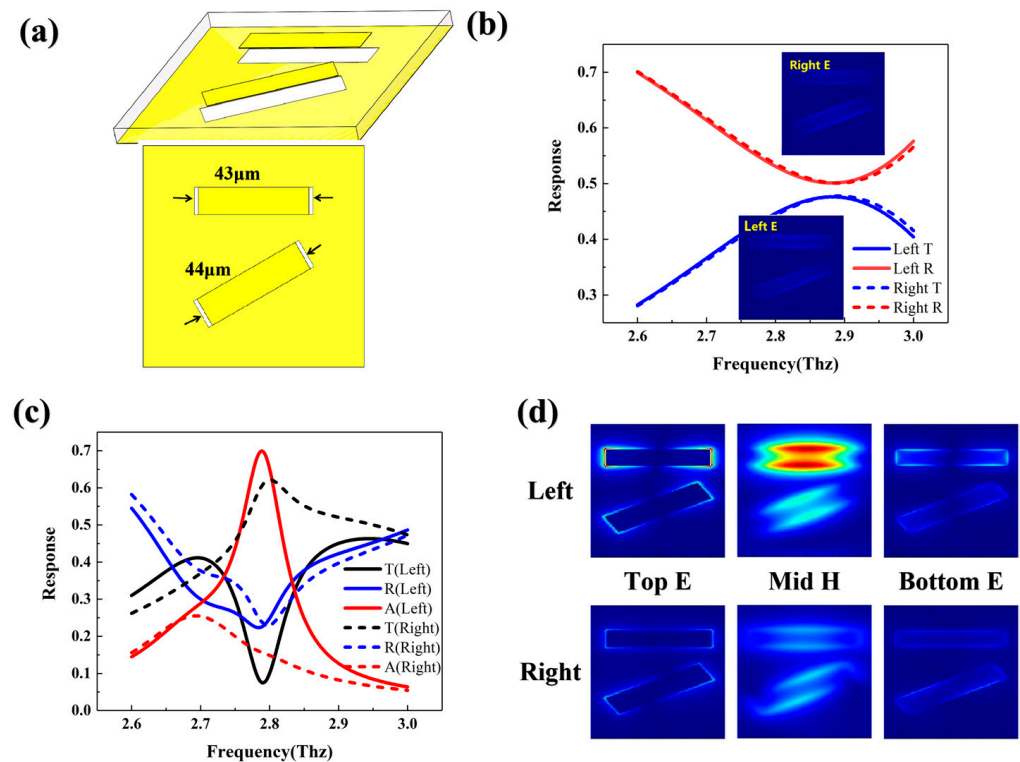 (a)
43μm
44μm
(b)
Response
0.7
0.6
0.5
0.4
0.3
Right E
Left E
Left T
Left R
Right T
Right R
2.6 2.7 2.8 2.9 3.0
Frequency(Thz)
(c)
Response
0.7
0.6
0.5
0.4
0.3
0.2
0.1
0.0
T(Left)
R(Left)
A(Left)
T(Right)
R(Right)
A(Right)
2.6 2.7 2.8 2.9 3.0
Frequency(Thz)
(d)
Left
Top E Mid H Bottom E
Right